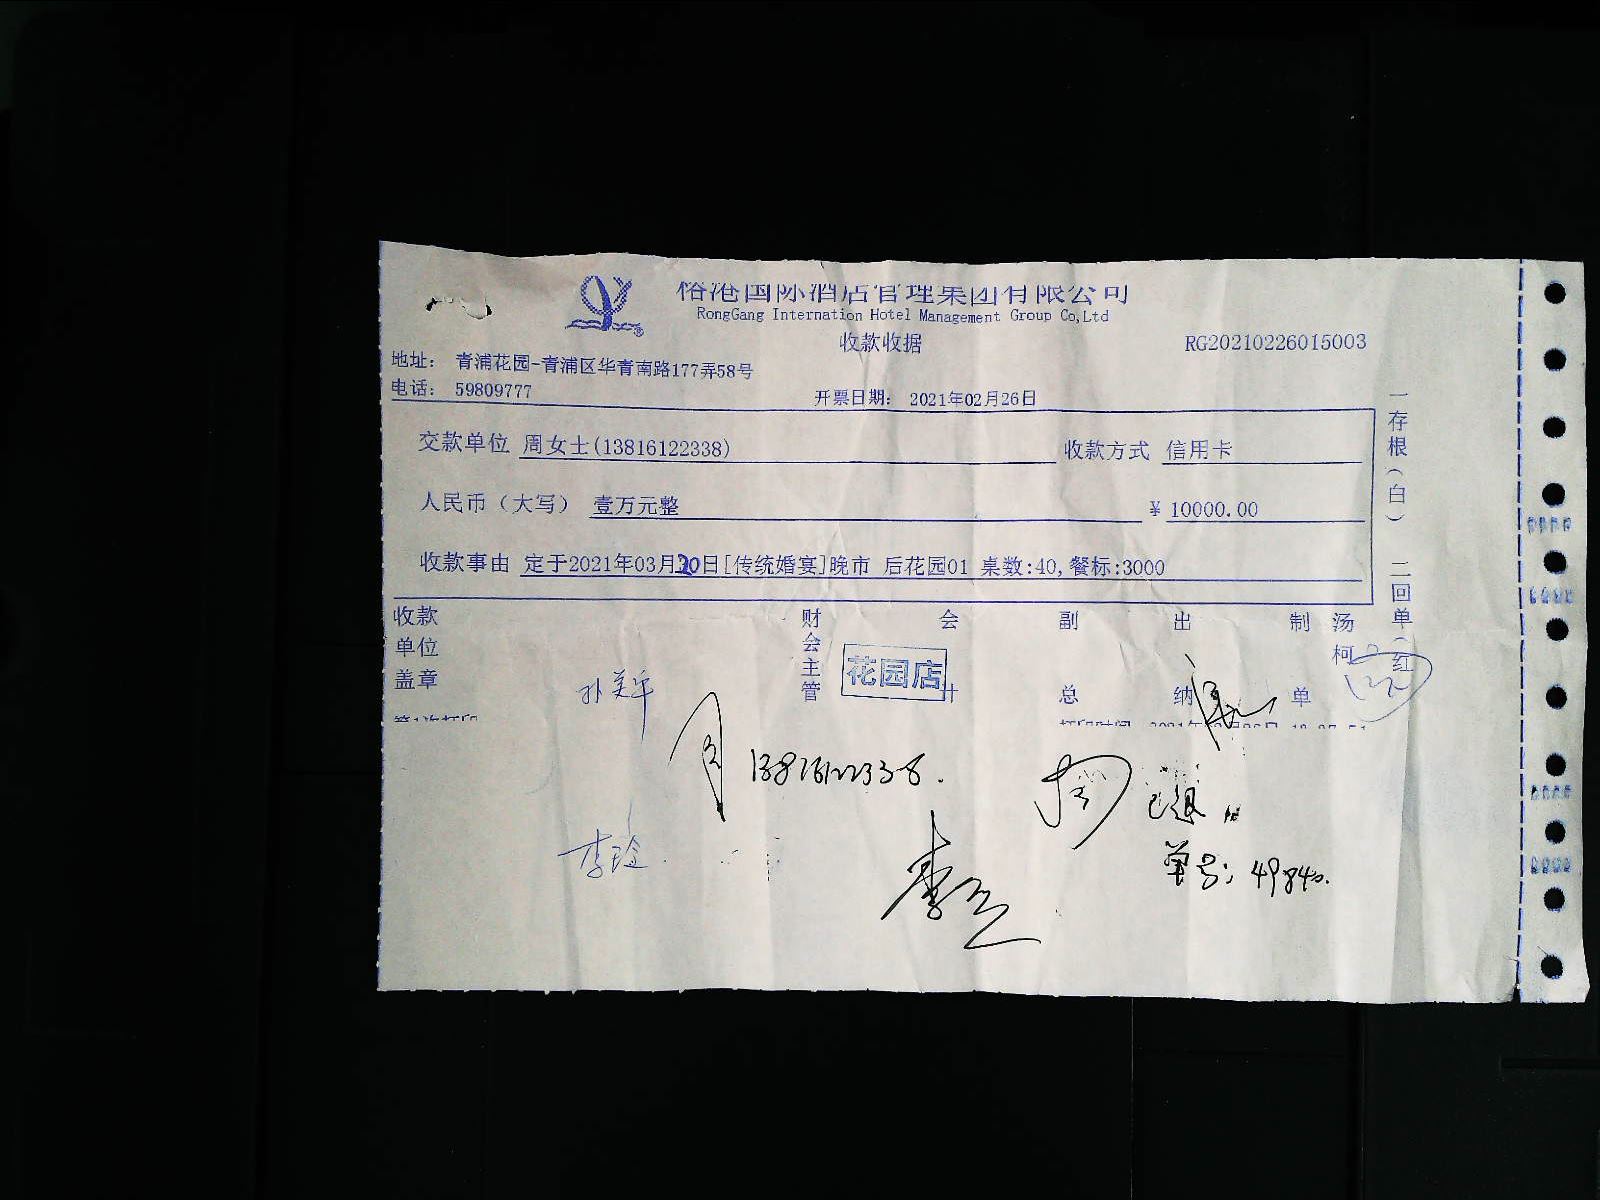 港国际酒店管理集团有限公司
RongGang Internation Hotel Management Group Co,Ltd
收款收据
RG20210226015003
地址： 青浦花园-青浦区华青南路177弄58号
电话： 59809777
开票日期： 2021年02月26日
交款单位 周女士(13816122338) 收款方式 信用卡
人民币（大写） 壹万元整 ￥ 10000.00
收款事由 定于2021年03月20日[传统婚宴]晚市 后花园01 桌数:40,餐标:3000
一存根（白） 二回单（红
收款单位盖章 财会主管 会计 副总 出纳 制单 汤柯
花园店
13816122338.
单号: 49840.